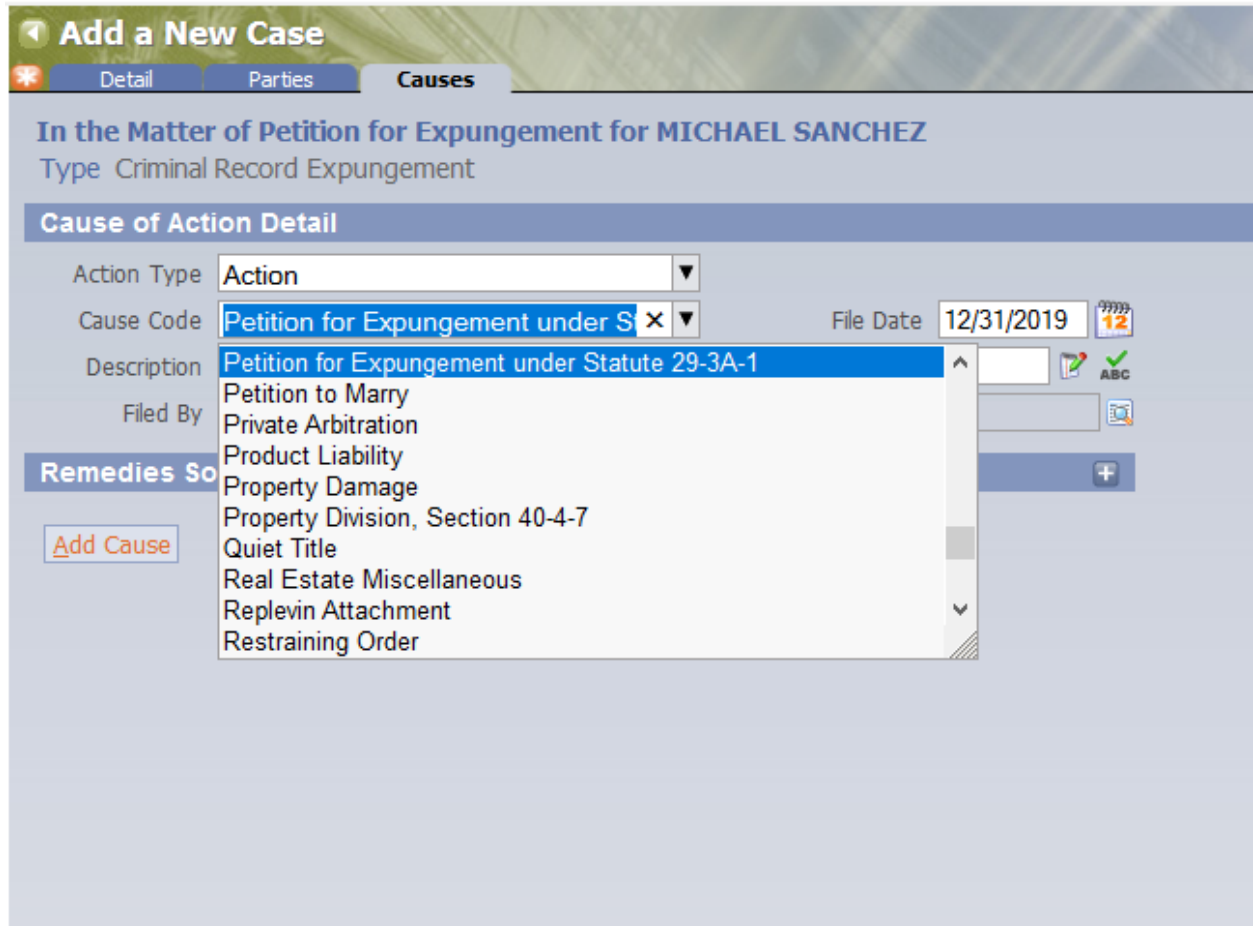 Add a New Case
Detail Parties Causes
In the Matter of Petition for Expungement for MICHAEL SANCHEZ
Type Criminal Record Expungement
Cause of Action Detail
Action Type Action
Cause Code Petition for Expungement under St File Date 12/31/2019 12
Description Petition for Expungement under Statute 29-3A-1 ABC
Petition to Marry
Filed By Private Arbitration
Product Liability
Remedies So Property Damage
Property Division, Section 40-4-7
Add Cause Quiet Title
Real Estate Miscellaneous
Replevin Attachment
Restraining Order